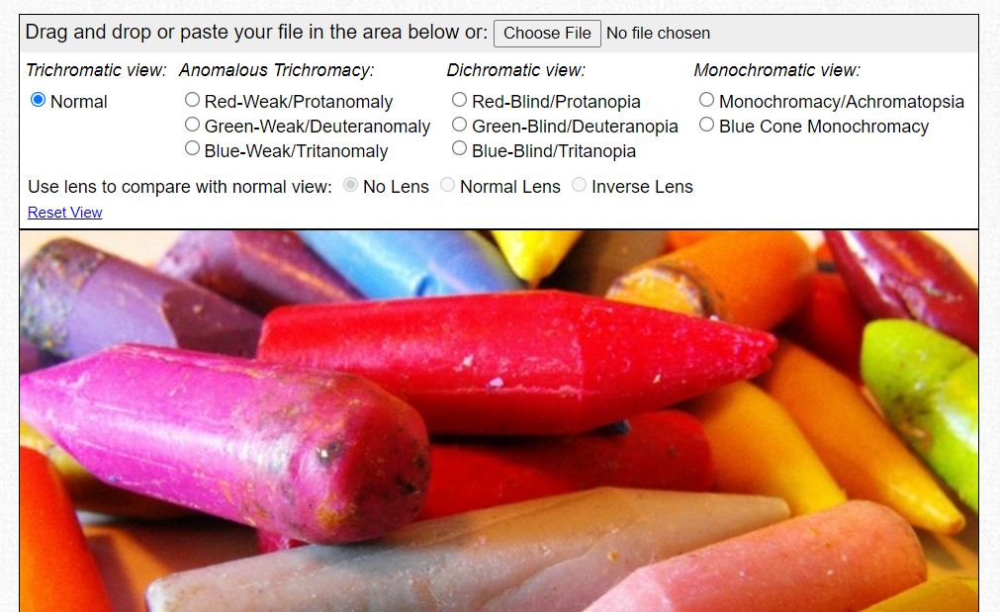 Drag and drop or paste your file in the area below or: Choose File No file chosen
Trichromatic view: Anomalous Trichromacy: Dichromatic view: Monochromatic view:
Normal Red-Weak/Protanomaly Red-Blind/Protanopia Monochromacy/Achromatopsia
Green-Weak/Deuteranomaly Green-Blind/Deuteranopia Blue Cone Monochromacy
Blue-Weak/Tritanomaly Blue-Blind/Tritanopia
Use lens to compare with normal view: No Lens Normal Lens Inverse Lens
Reset View